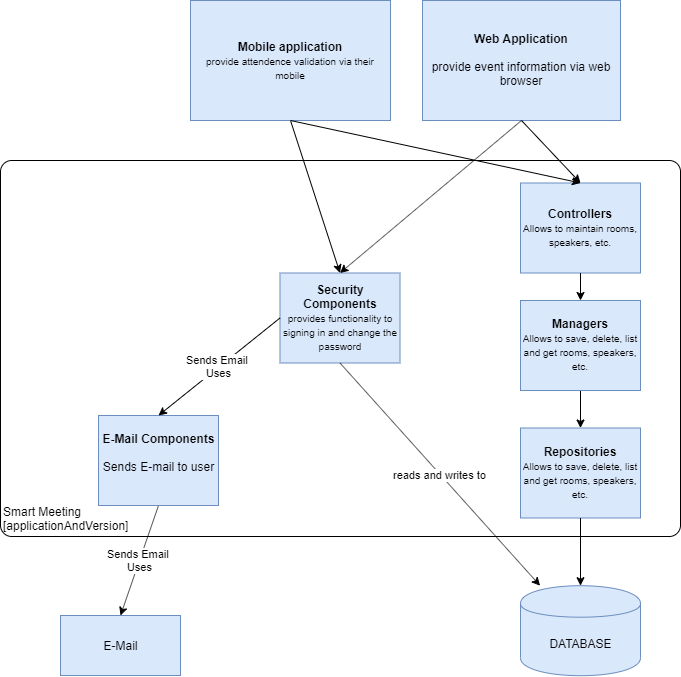 Mobile application
provide attendence validation via their
mobile
Web Application
provide event information via web
browser
Controllers
Allows to maintain rooms,
speakers, etc.
Security
Components
provides functionality to
signing in and change the
password
Managers
Allows to save, delete, list
and get rooms, speakers,
etc.
Sends Email
Uses
E-Mail Components
Sends E-mail to user
Repositories
Allows to save, delete, list
and get rooms, speakers,
etc.
reads and writes to
Smart Meeting
[applicationAndVersion]
Sends Email
Uses
E-Mail
DATABASE